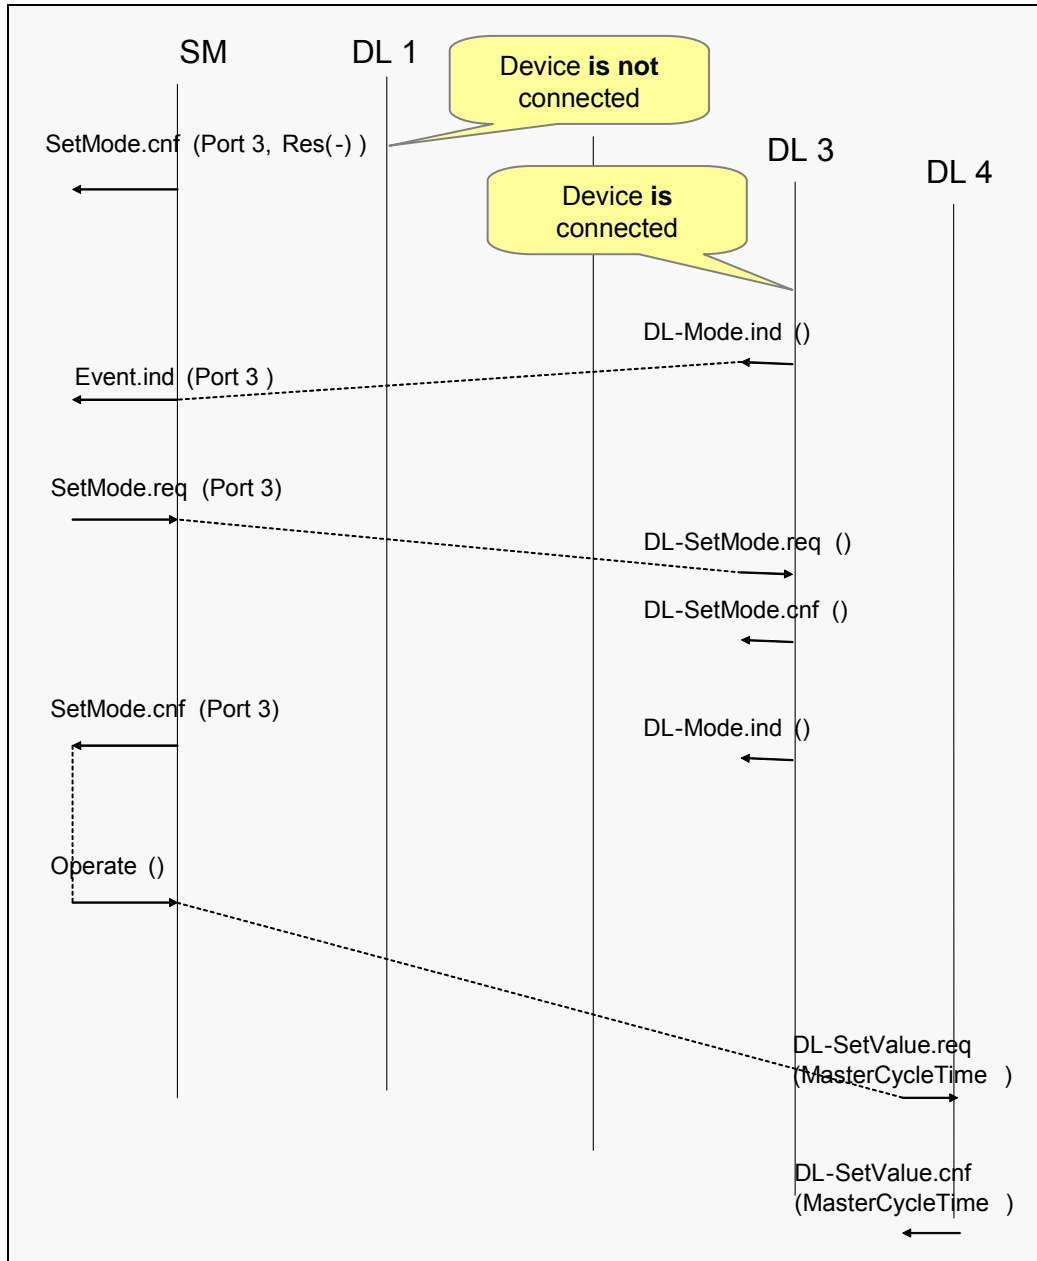 SM
DL 1
Device is not
connected
SetMode.cnf (Port 3, Res(-) )
DL 3
DL 4
Device is
connected
DL-Mode.ind ()
Event.ind (Port 3 )
SetMode.req (Port 3)
DL-SetMode.req ()
DL-SetMode.cnf ()
SetMode.cnf (Port 3)
DL-Mode.ind ()
Operate ()
DL-SetValue.req
(MasterCycleTime )
DL-SetValue.cnf
(MasterCycleTime )